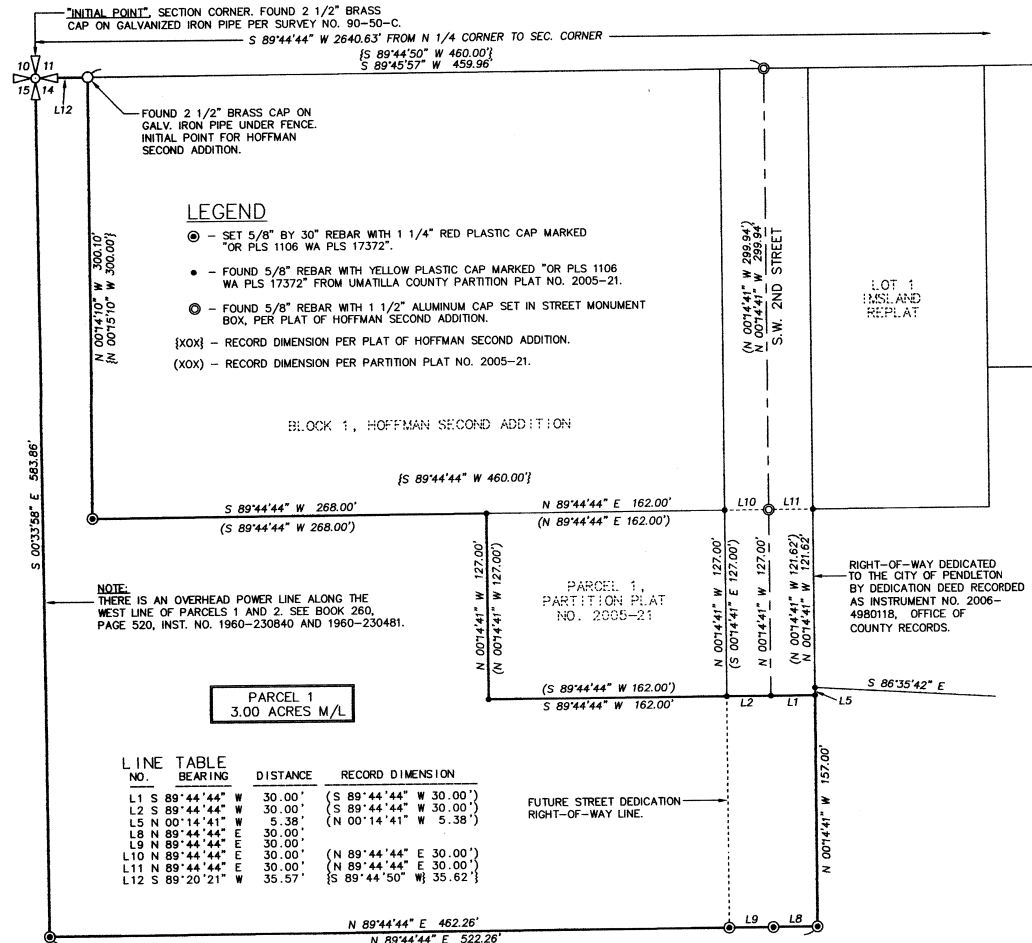 "INITIAL POINT", SECTION CORNER. FOUND 2 1/2" BRASS
CAP ON GALVANIZED IRON PIPE PER SURVEY NO. 90-50-C.
S 89°44'44" W 2640.63' FROM N 1/4 CORNER TO SEC. CORNER
{S 89°44'50" W 460.00'}
S 89°45'57" W 459.96'
10 11
15 14
L12
FOUND 2 1/2" BRASS CAP ON
GALV. IRON PIPE UNDER FENCE.
INITIAL POINT FOR HOFFMAN
SECOND ADDITION.
LEGEND
– SET 5/8" BY 30" REBAR WITH 1 1/4" RED PLASTIC CAP MARKED
"OR PLS 1106 WA PLS 17372".
– FOUND 5/8" REBAR WITH YELLOW PLASTIC CAP MARKED "OR PLS 1106
WA PLS 17372" FROM UMATILLA COUNTY PARTITION PLAT NO. 2005-21.
– FOUND 5/8" REBAR WITH 1 1/2" ALUMINUM CAP SET IN STREET MONUMENT
BOX, PER PLAT OF HOFFMAN SECOND ADDITION.
{XOX} – RECORD DIMENSION PER PLAT OF HOFFMAN SECOND ADDITION.
(XOX) – RECORD DIMENSION PER PARTITION PLAT NO. 2005-21.
N 00°14'10" W 300.10'
{N 00°15'10" W 300.00'}
(N 00°14'41" W 299.94')
N 00°14'41" W 299.94'
S.W. 2ND STREET
LOT 1
IMSLAND
REPLAT
BLOCK 1, HOFFMAN SECOND ADDITION
{S 89°44'44" W 460.00'}
S 00°33'58" E 583.86'
S 89°44'44" W 268.00'
(S 89°44'44" W 268.00')
N 89°44'44" E 162.00'
(N 89°44'44" E 162.00')
L10
L11
N 00°14'41" W 127.00'
(N 00°14'41" W 127.00')
PARCEL 1,
PARTITION PLAT
NO. 2005-21
N 00°14'41" W 127.00'
(S 00°14'41" E 127.00')
N 00°14'41" W 127.00'
(N 00°14'41" W 121.62')
N 00°14'41" W 121.62'
RIGHT-OF-WAY DEDICATED
TO THE CITY OF PENDLETON
BY DEDICATION DEED RECORDED
AS INSTRUMENT NO. 2006-
4980118, OFFICE OF
COUNTY RECORDS.
NOTE:
THERE IS AN OVERHEAD POWER LINE ALONG THE
WEST LINE OF PARCELS 1 AND 2. SEE BOOK 260,
PAGE 520, INST. NO. 1960-230840 AND 1960-230481.
S 86°35'42" E
(S 89°44'44" W 162.00')
S 89°44'44" W 162.00'
L2
L1
L5
PARCEL 1
3.00 ACRES M/L
LINE TABLE
NO. BEARING DISTANCE RECORD DIMENSION
L1 S 89°44'44" W 30.00' (S 89°44'44" W 30.00')
L2 S 89°44'44" W 30.00' (S 89°44'44" W 30.00')
L5 N 00°14'41" W 5.38' (N 00°14'41" W 5.38')
L8 N 89°44'44" E 30.00'
L9 N 89°44'44" E 30.00'
L10 N 89°44'44" E 30.00' (N 89°44'44" E 30.00')
L11 N 89°44'44" E 30.00' (N 89°44'44" E 30.00')
L12 S 89°20'21" W 35.57' {S 89°44'50" W} 35.62'}
FUTURE STREET DEDICATION
RIGHT-OF-WAY LINE.
N 00°14'41" W 157.00'
N 89°44'44" E 462.26'
L9
L8
N 89°44'44" E 522.26'